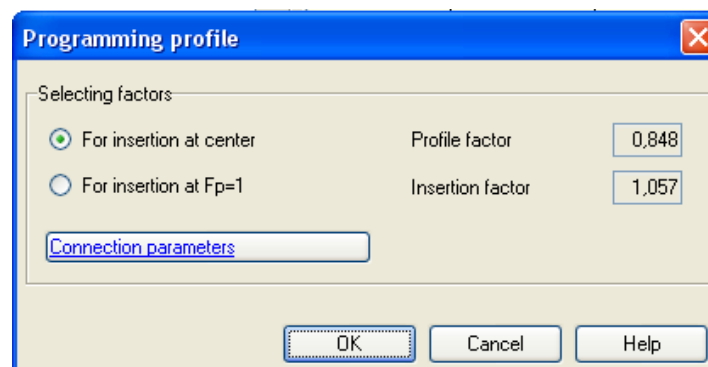 Programming profile
Selecting factors
For insertion at center
Profile factor
0,848
For insertion at Fp=1
Insertion factor
1,057
Connection parameters
OK
Cancel
Help